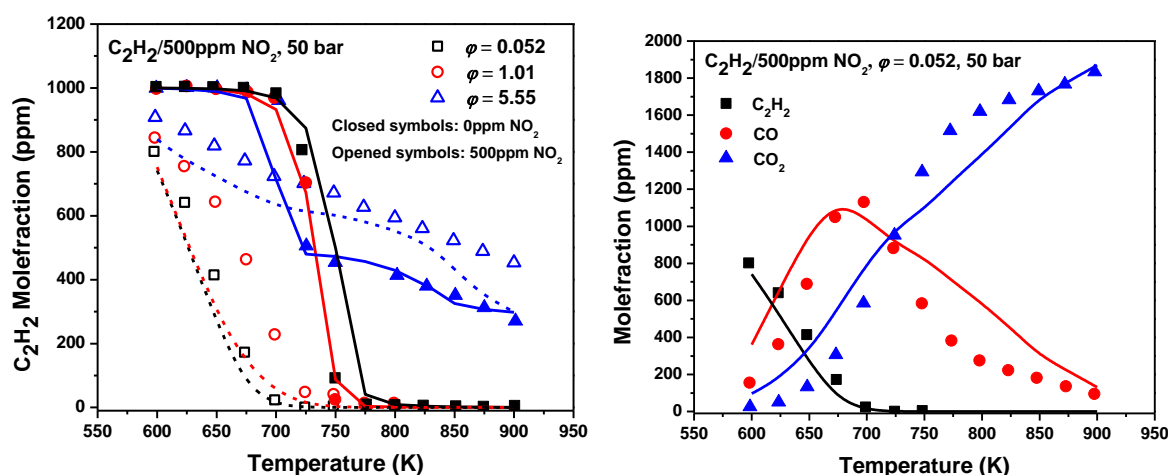 C₂H₂/500ppm NO₂, 50 bar
φ = 0.052
φ = 1.01
φ = 5.55
Closed symbols: 0ppm NO₂
Opened symbols: 500ppm NO₂
C₂H₂ Molefraction (ppm)
1200
1000
800
600
400
200
0
550 600 650 700 750 800 850 900 950
Temperature (K)
C₂H₂/500ppm NO₂, φ = 0.052, 50 bar
C₂H₂
CO
CO₂
Molefraction (ppm)
2000
1800
1600
1400
1200
1000
800
600
400
200
0
550 600 650 700 750 800 850 900 950
Temperature (K)